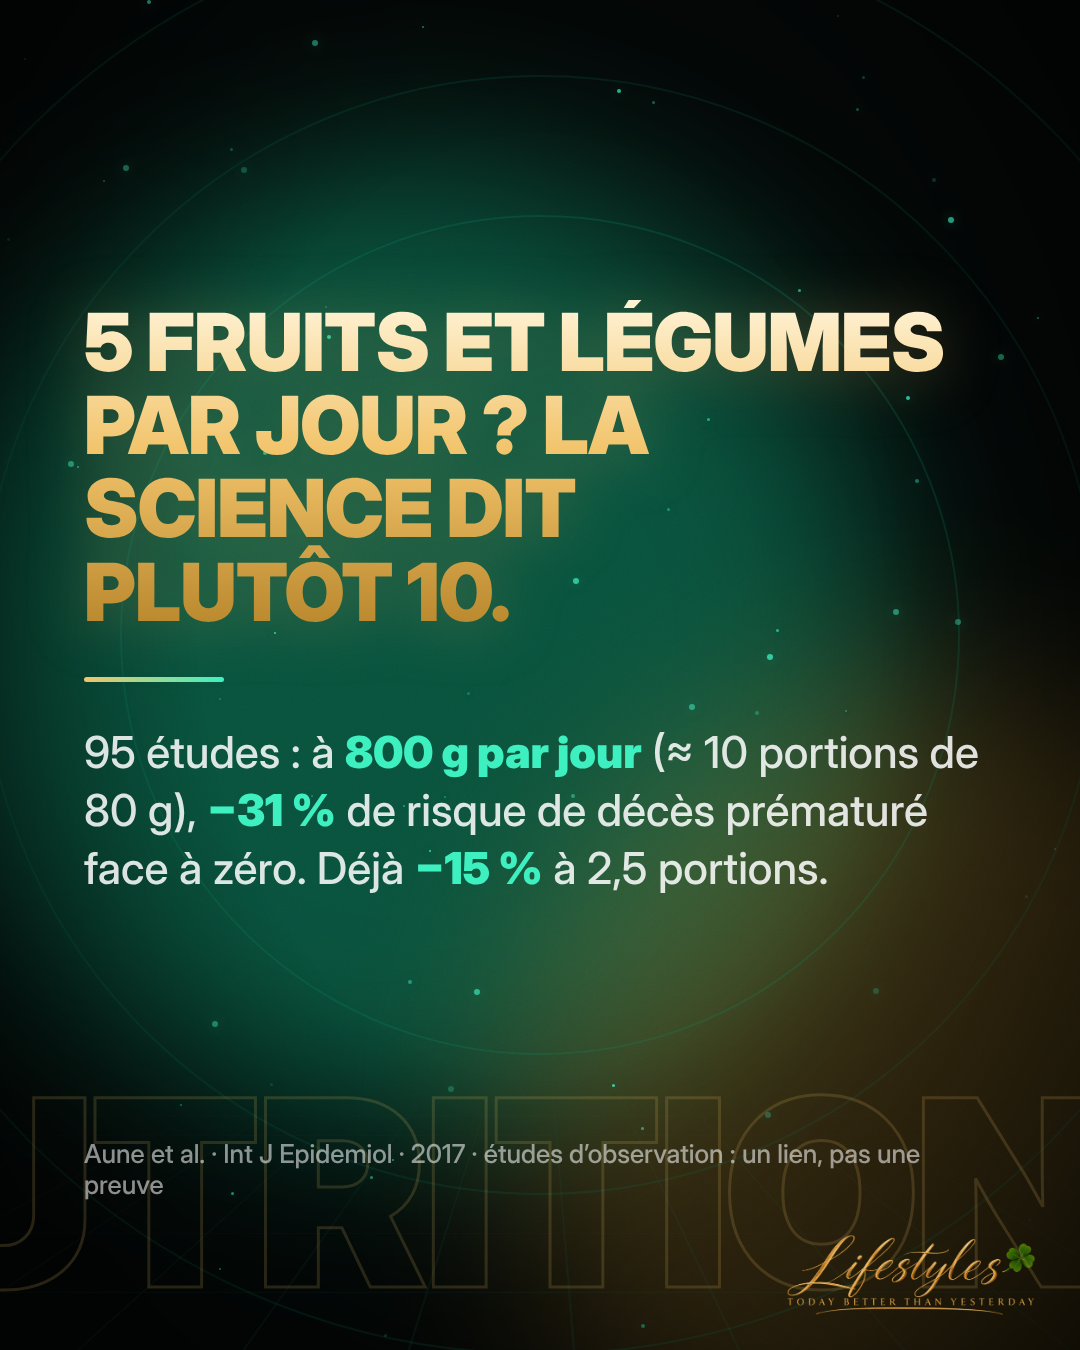 5 FRUITS ET LÉGUMES
PAR JOUR ? LA
SCIENCE DIT
PLUTÔT 10.
95 études : à 800 g par jour (≈ 10 portions de
80 g), −31 % de risque de décès prématuré
face à zéro. Déjà −15 % à 2,5 portions.
UTRITION
Aune et al. · Int J Epidemiol · 2017 · études d’observation : un lien, pas une
preuve
Lifestyles
TODAY BETTER THAN YESTERDAY